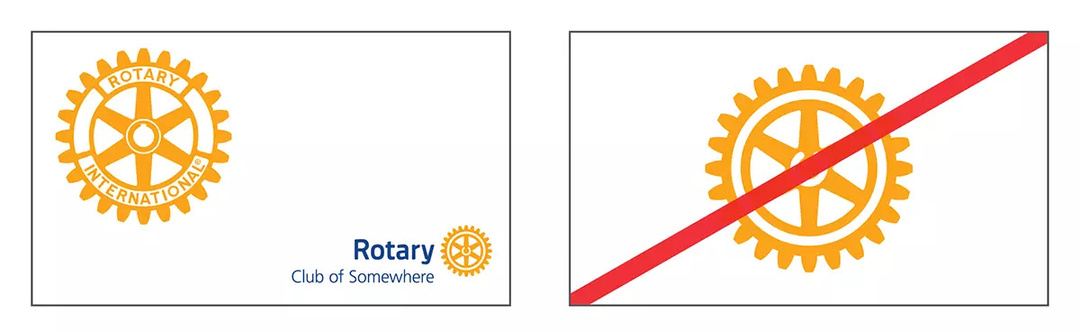 ROTARY
INTERNATIONAL®
Rotary
Club of Somewhere